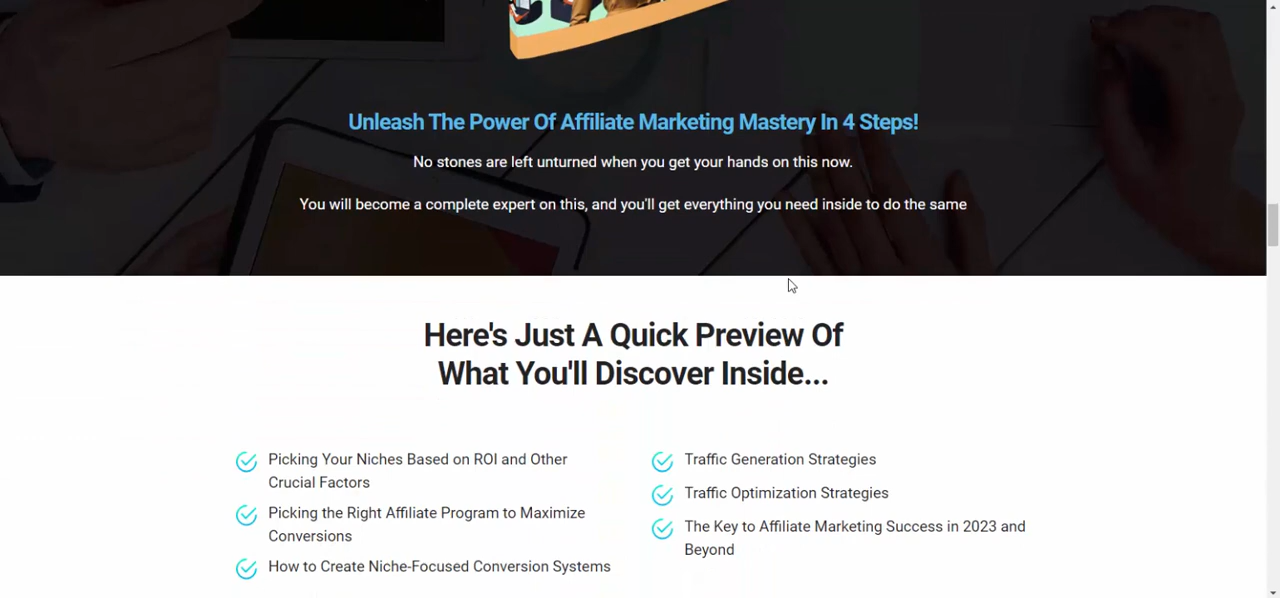 Unleash The Power Of Affiliate Marketing Mastery In 4 Steps!
No stones are left unturned when you get your hands on this now.
You will become a complete expert on this, and you'll get everything you need inside to do the same
Here's Just A Quick Preview Of
What You'll Discover Inside...
Picking Your Niches Based on ROI and Other
Crucial Factors
Picking the Right Affiliate Program to Maximize
Conversions
How to Create Niche-Focused Conversion Systems
Traffic Generation Strategies
Traffic Optimization Strategies
The Key to Affiliate Marketing Success in 2023 and
Beyond